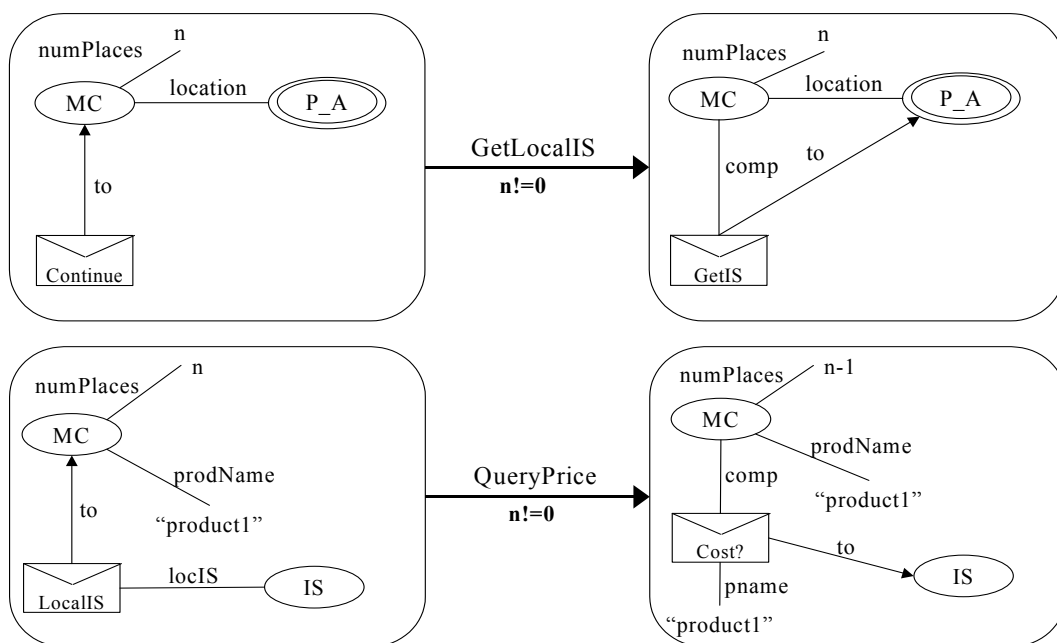 n
numPlaces
MC
location
P_A
to
Continue
GetLocalIS
n!=0
n
numPlaces
MC
location
P_A
comp
to
GetIS
n
numPlaces
MC
prodName
to
“product1”
LocalIS
locIS
IS
QueryPrice
n!=0
n-1
numPlaces
MC
prodName
comp
“product1”
Cost?
to
IS
pname
“product1”